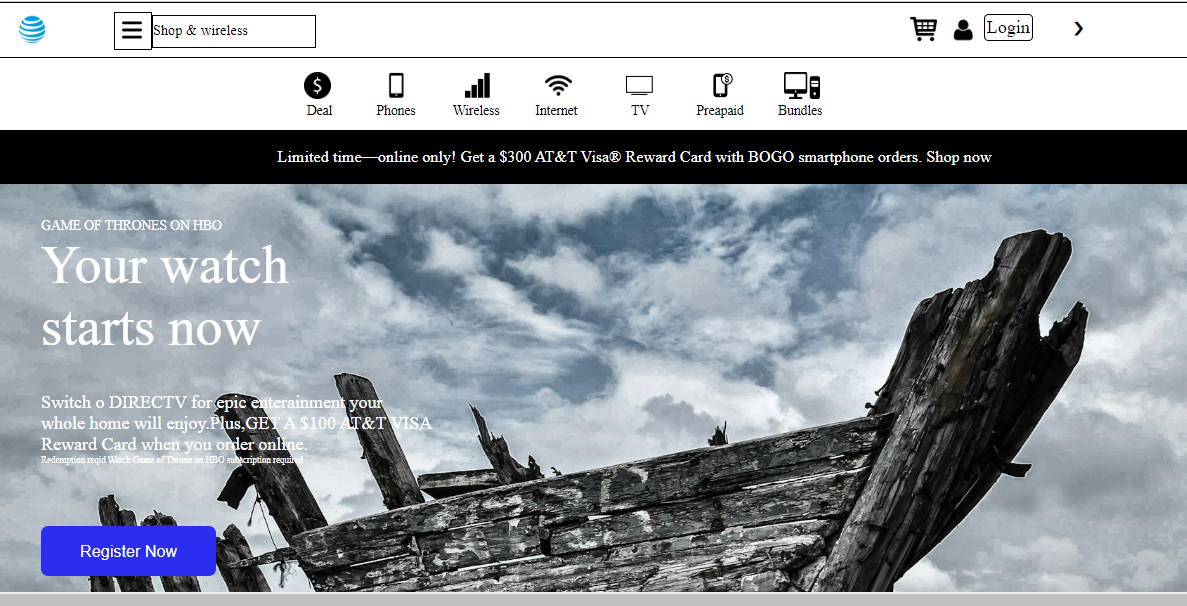 Shop & wireless
Login
Deal
Phones
Wireless
Internet
TV
Preapaid
Bundles
Limited time—online only! Get a $300 AT&T Visa® Reward Card with BOGO smartphone orders. Shop now
GAME OF THRONES ON HBO
Your watch
starts now
Switch o DIRECTV for epic enterainment your
whole home will enjoy.Plus,GET A $100 AT&T VISA
Reward Card when you order online.
Redemption reqid Watch Game of Throne on HBO subscription required
Register Now